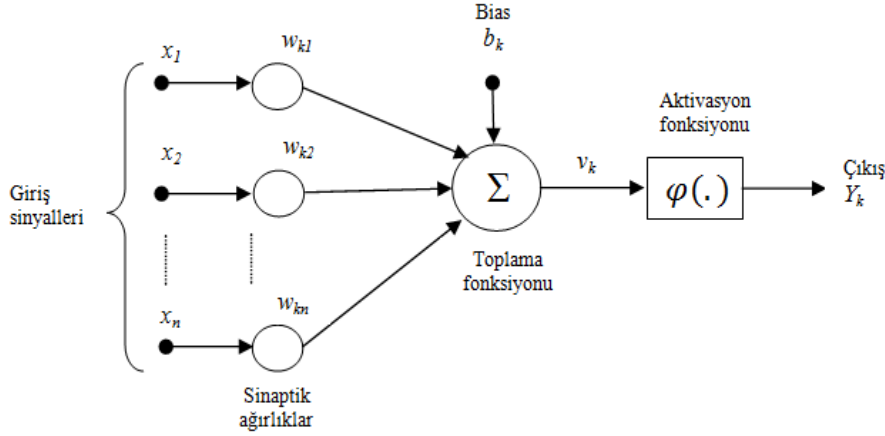 Bias
b_k
x_1
w_k1
Aktivasyon
fonksiyonu
x_2
w_k2
v_k
Giriş
sinyalleri
Σ
φ(.)
Çıkış
Y_k
Toplama
fonksiyonu
x_n
w_kn
Sinaptik
ağırlıklar